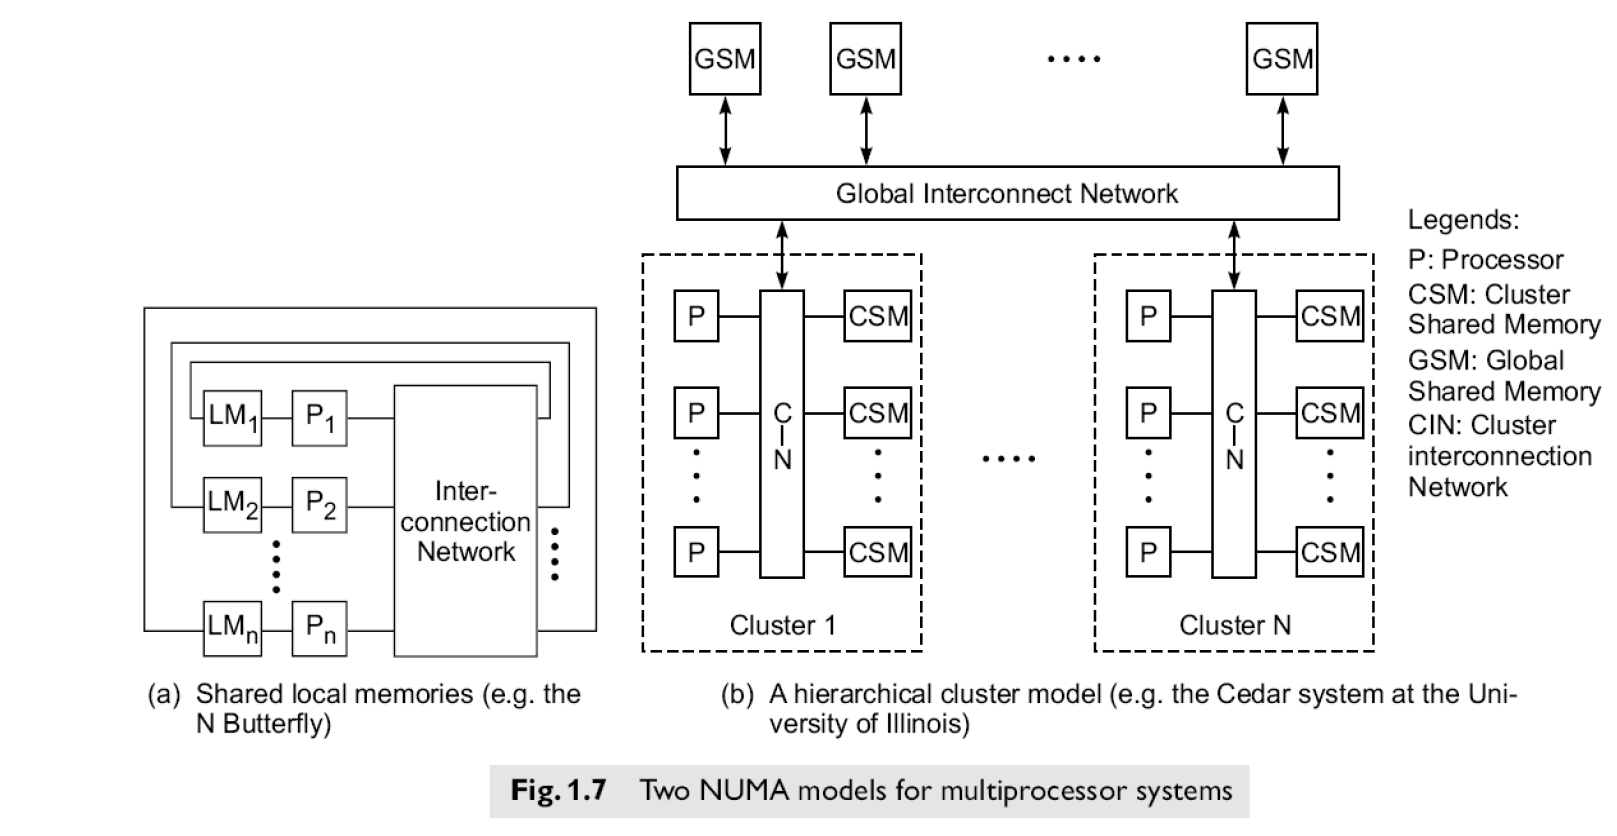 GSM
GSM
....
GSM
Global Interconnect Network
Legends:
P: Processor
CSM: Cluster
Shared Memory
GSM: Global
Shared Memory
CIN: Cluster
interconnection
Network
P
CSM
P
CSM
P
CSM
C
I
N
Cluster 1
....
P
CSM
P
CSM
P
CSM
C
I
N
Cluster N
LM1
P1
LM2
P2
LMn
Pn
Inter-
connection
Network
(a) Shared local memories (e.g. the
N Butterfly)
(b) A hierarchical cluster model (e.g. the Cedar system at the Uni-
versity of Illinois)
Fig. 1.7 Two NUMA models for multiprocessor systems